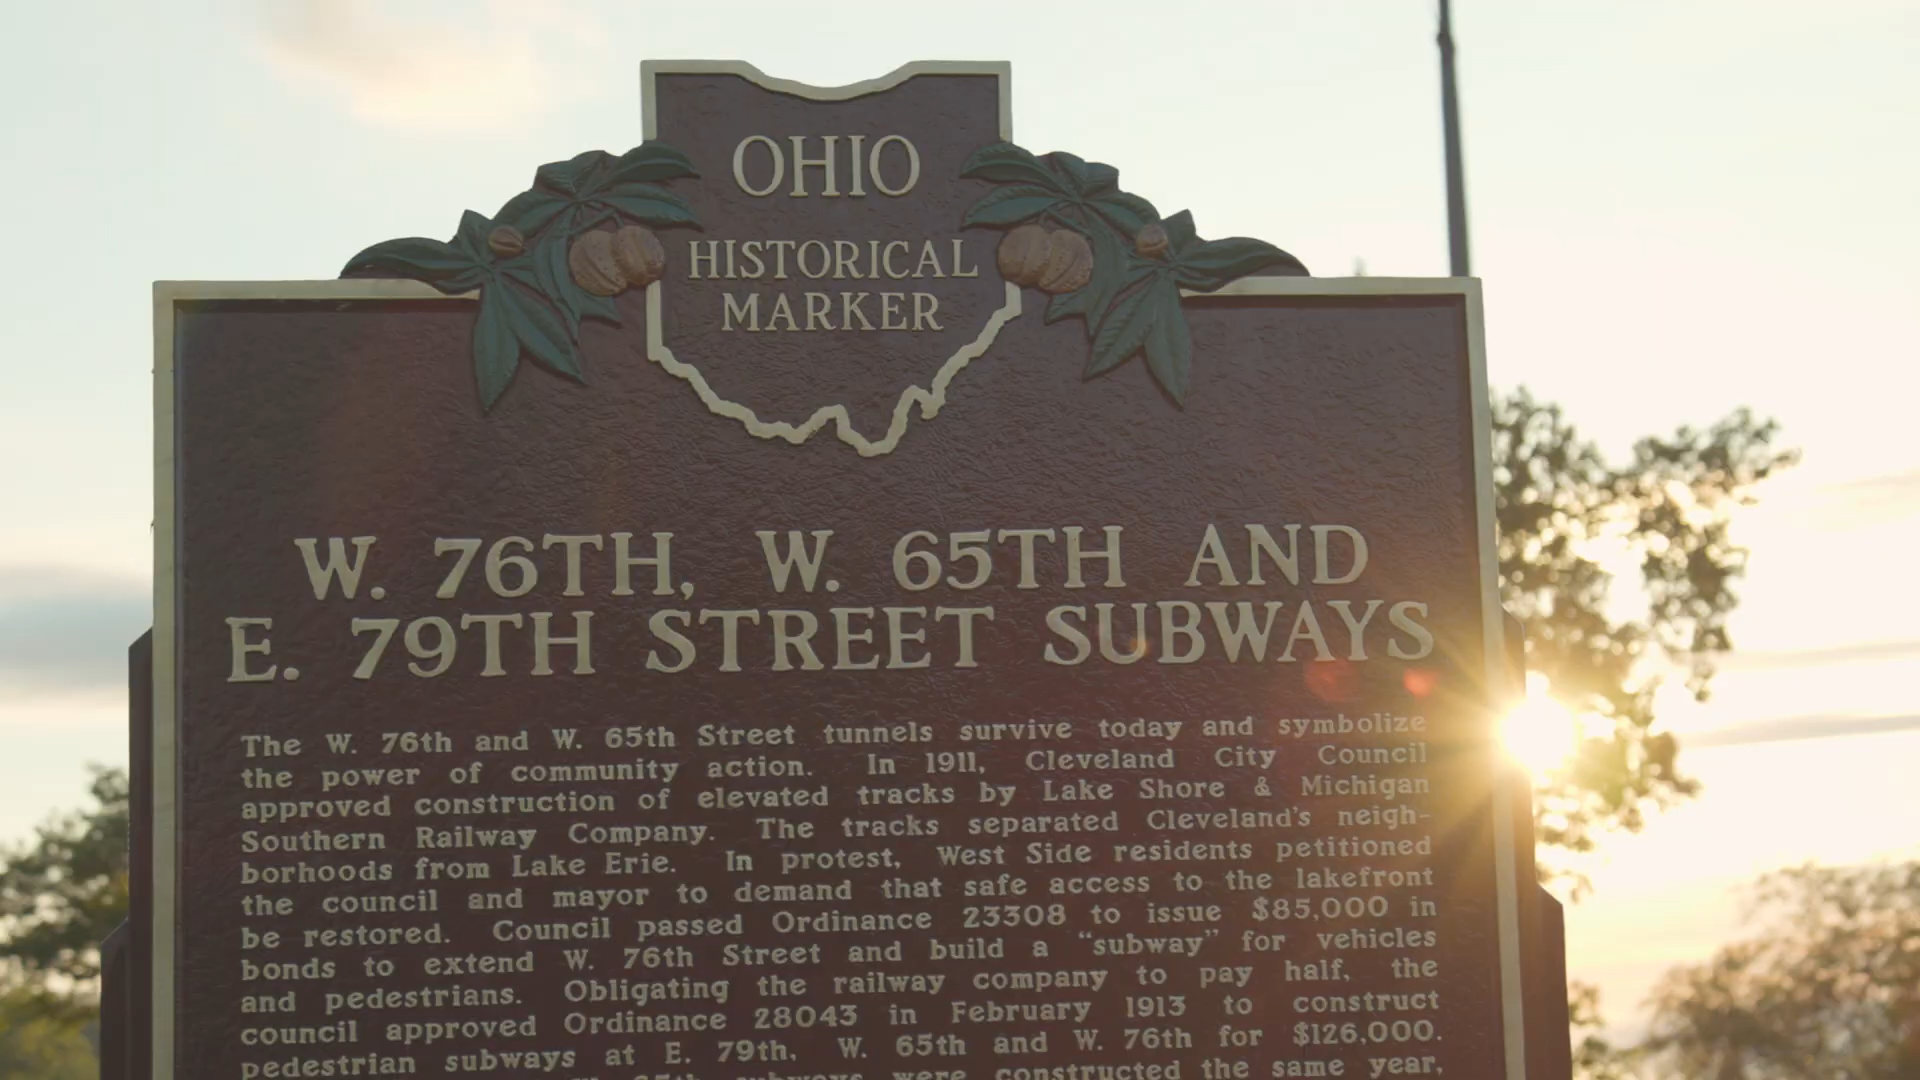 OHIO
HISTORICAL
MARKER
W. 76TH, W. 65TH AND
E. 79TH STREET SUBWAYS
The W. 76th and W. 65th Street tunnels survive today and symbolize
the power of community action. In 1911, Cleveland City Council
approved construction of elevated tracks by Lake Shore & Michigan
Southern Railway Company. The tracks separated Cleveland's neigh-
borhoods from Lake Erie. In protest, West Side residents petitioned
the council and mayor to demand that safe access to the lakefront
be restored. Council passed Ordinance 23308 to issue $85,000 in
bonds to extend W. 76th Street and build a "subway" for vehicles
and pedestrians. Obligating the railway company to pay half, the
council approved Ordinance 28043 in February 1913 to construct
pedestrian subways at E. 79th, W. 65th and W. 76th for $126,000.
W. 65th subways were constructed the same year,